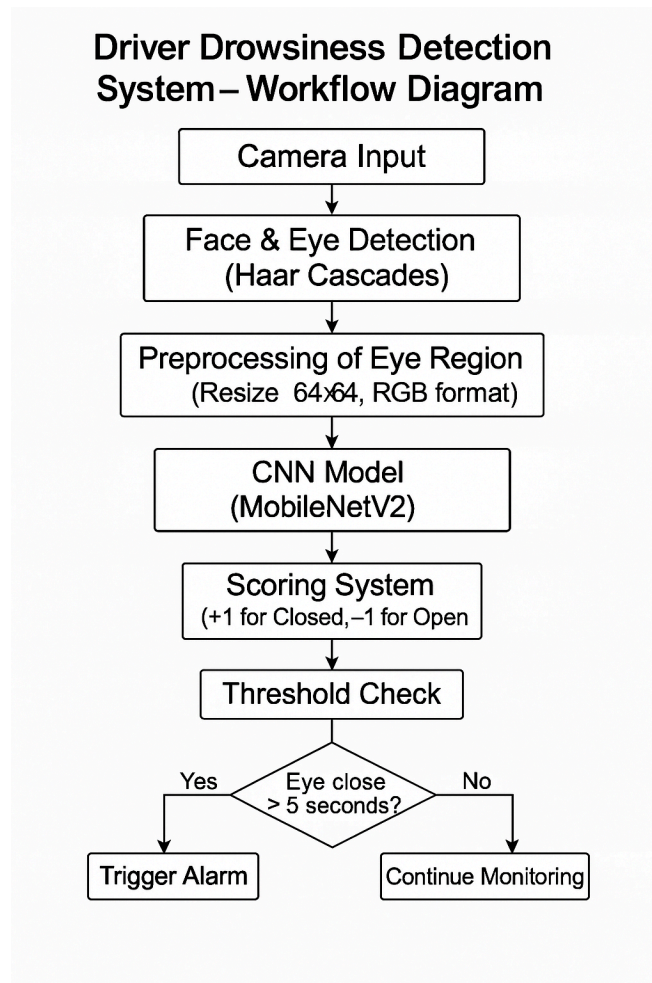 Driver Drowsiness Detection
System – Workflow Diagram
Camera Input
Face & Eye Detection
(Haar Cascades)
Preprocessing of Eye Region
(Resize 64x64, RGB format)
CNN Model
(MobileNetV2)
Scoring System
(+1 for Closed, –1 for Open
Threshold Check
Yes
Eye close
> 5 seconds?
No
Trigger Alarm
Continue Monitoring